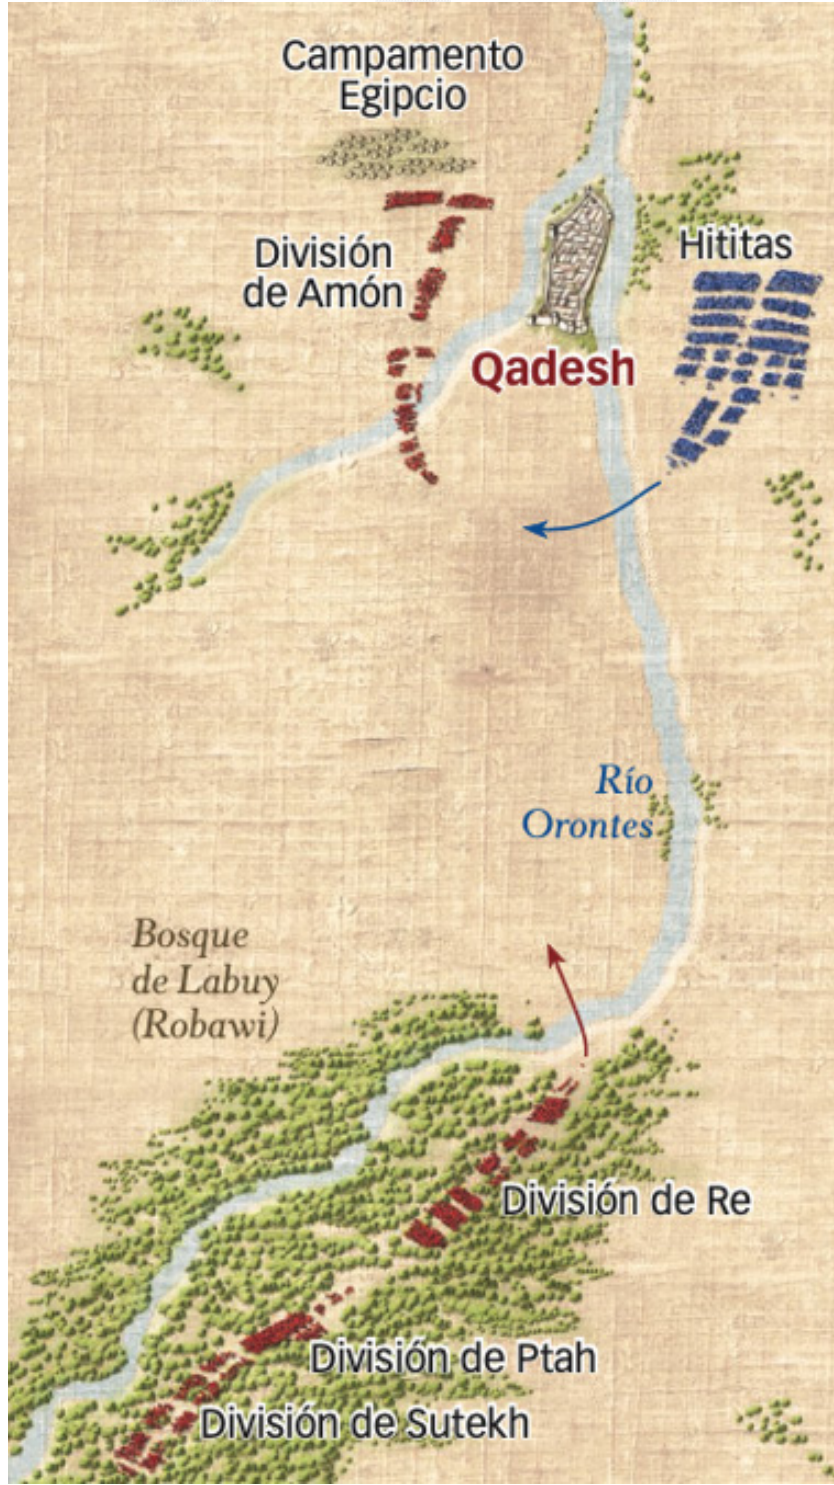 Campamento
Egipcio
División
de Amón
Hititas
Qadesh
Río
Orontes
Bosque
de Labuy
(Robawi)
División de Re
División de Ptah
División de Sutekh